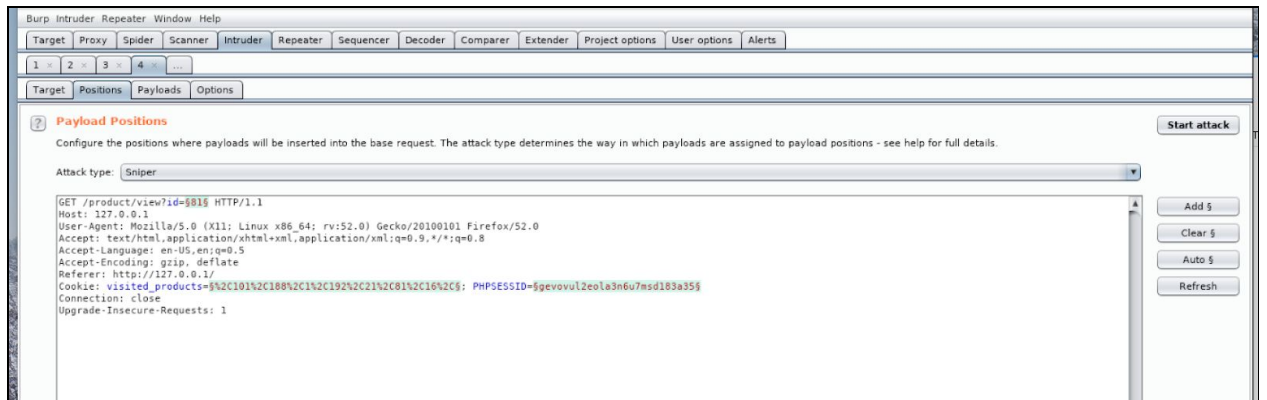 Burp Intruder Repeater Window Help
Target Proxy Spider Scanner Intruder Repeater Sequencer Decoder Comparer Extender Project options User options Alerts
1 × 2 × 3 × 4 × ...
Target Positions Payloads Options
? Payload Positions
Start attack
Configure the positions where payloads will be inserted into the base request. The attack type determines the way in which payloads are assigned to payload positions - see help for full details.
Attack type: Sniper
GET /product/view?id=§81§ HTTP/1.1
Host: 127.0.0.1
User-Agent: Mozilla/5.0 (X11; Linux x86_64; rv:52.0) Gecko/20100101 Firefox/52.0
Accept: text/html,application/xhtml+xml,application/xml;q=0.9,*/*;q=0.8
Accept-Language: en-US,en;q=0.5
Accept-Encoding: gzip, deflate
Referer: http://127.0.0.1/
Cookie: visited_products=§%2C101%2C188%2C1%2C192%2C21%2C81%2C16%2C§; PHPSESSID=§gevovul2eola3n6u7msd183a35§
Connection: close
Upgrade-Insecure-Requests: 1
Add §
Clear §
Auto §
Refresh